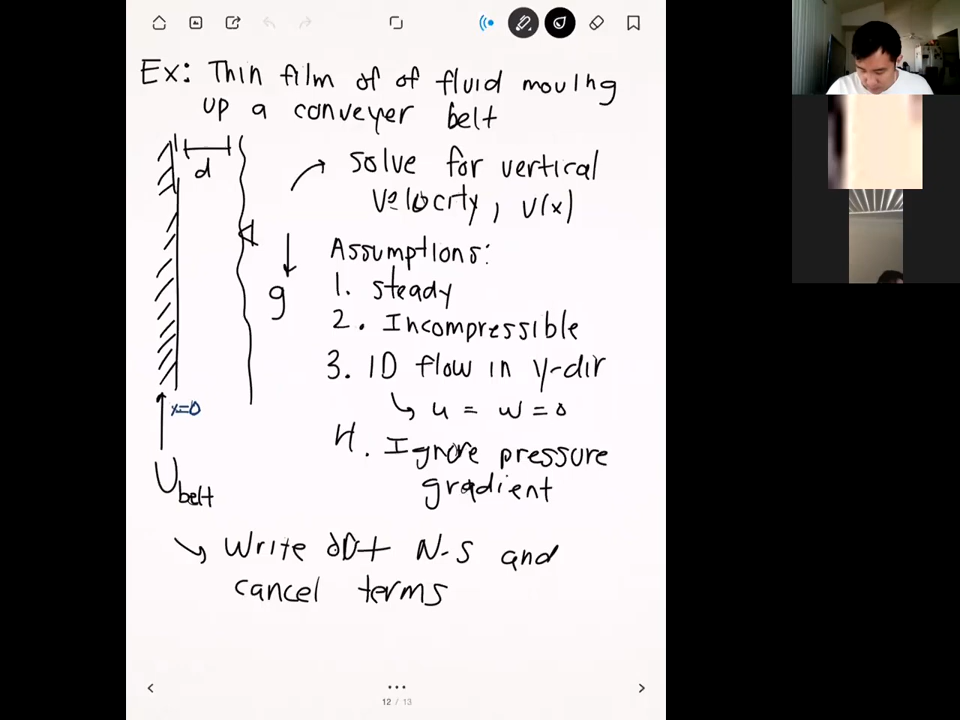 Ex: Thin film of of fluid moving
up a conveyer belt
d
solve for vertical
velocity, v(x)
g
Assumptions:
1. steady
2. Incompressible
3. 1D flow in y-dir
↳ u = w = 0
4. Ignore pressure
gradient
x=0
U belt
↳ Write ∂D+ N-S and
cancel terms
12 / 13